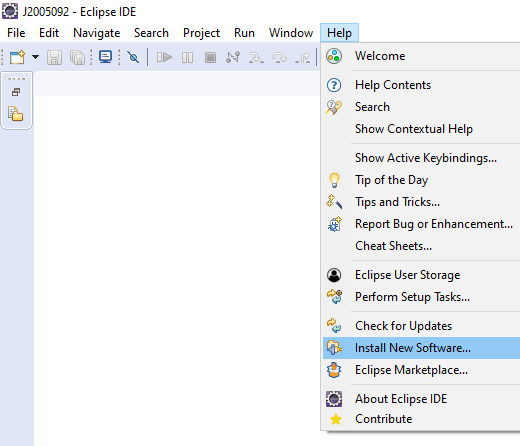 J2005092 - Eclipse IDE
File Edit Navigate Search Project Run Window Help
Welcome
Help Contents
Search
Show Contextual Help
Show Active Keybindings...
Tip of the Day
Tips and Tricks...
Report Bug or Enhancement...
Cheat Sheets...
Eclipse User Storage
Perform Setup Tasks...
Check for Updates
Install New Software...
Eclipse Marketplace...
About Eclipse IDE
Contribute